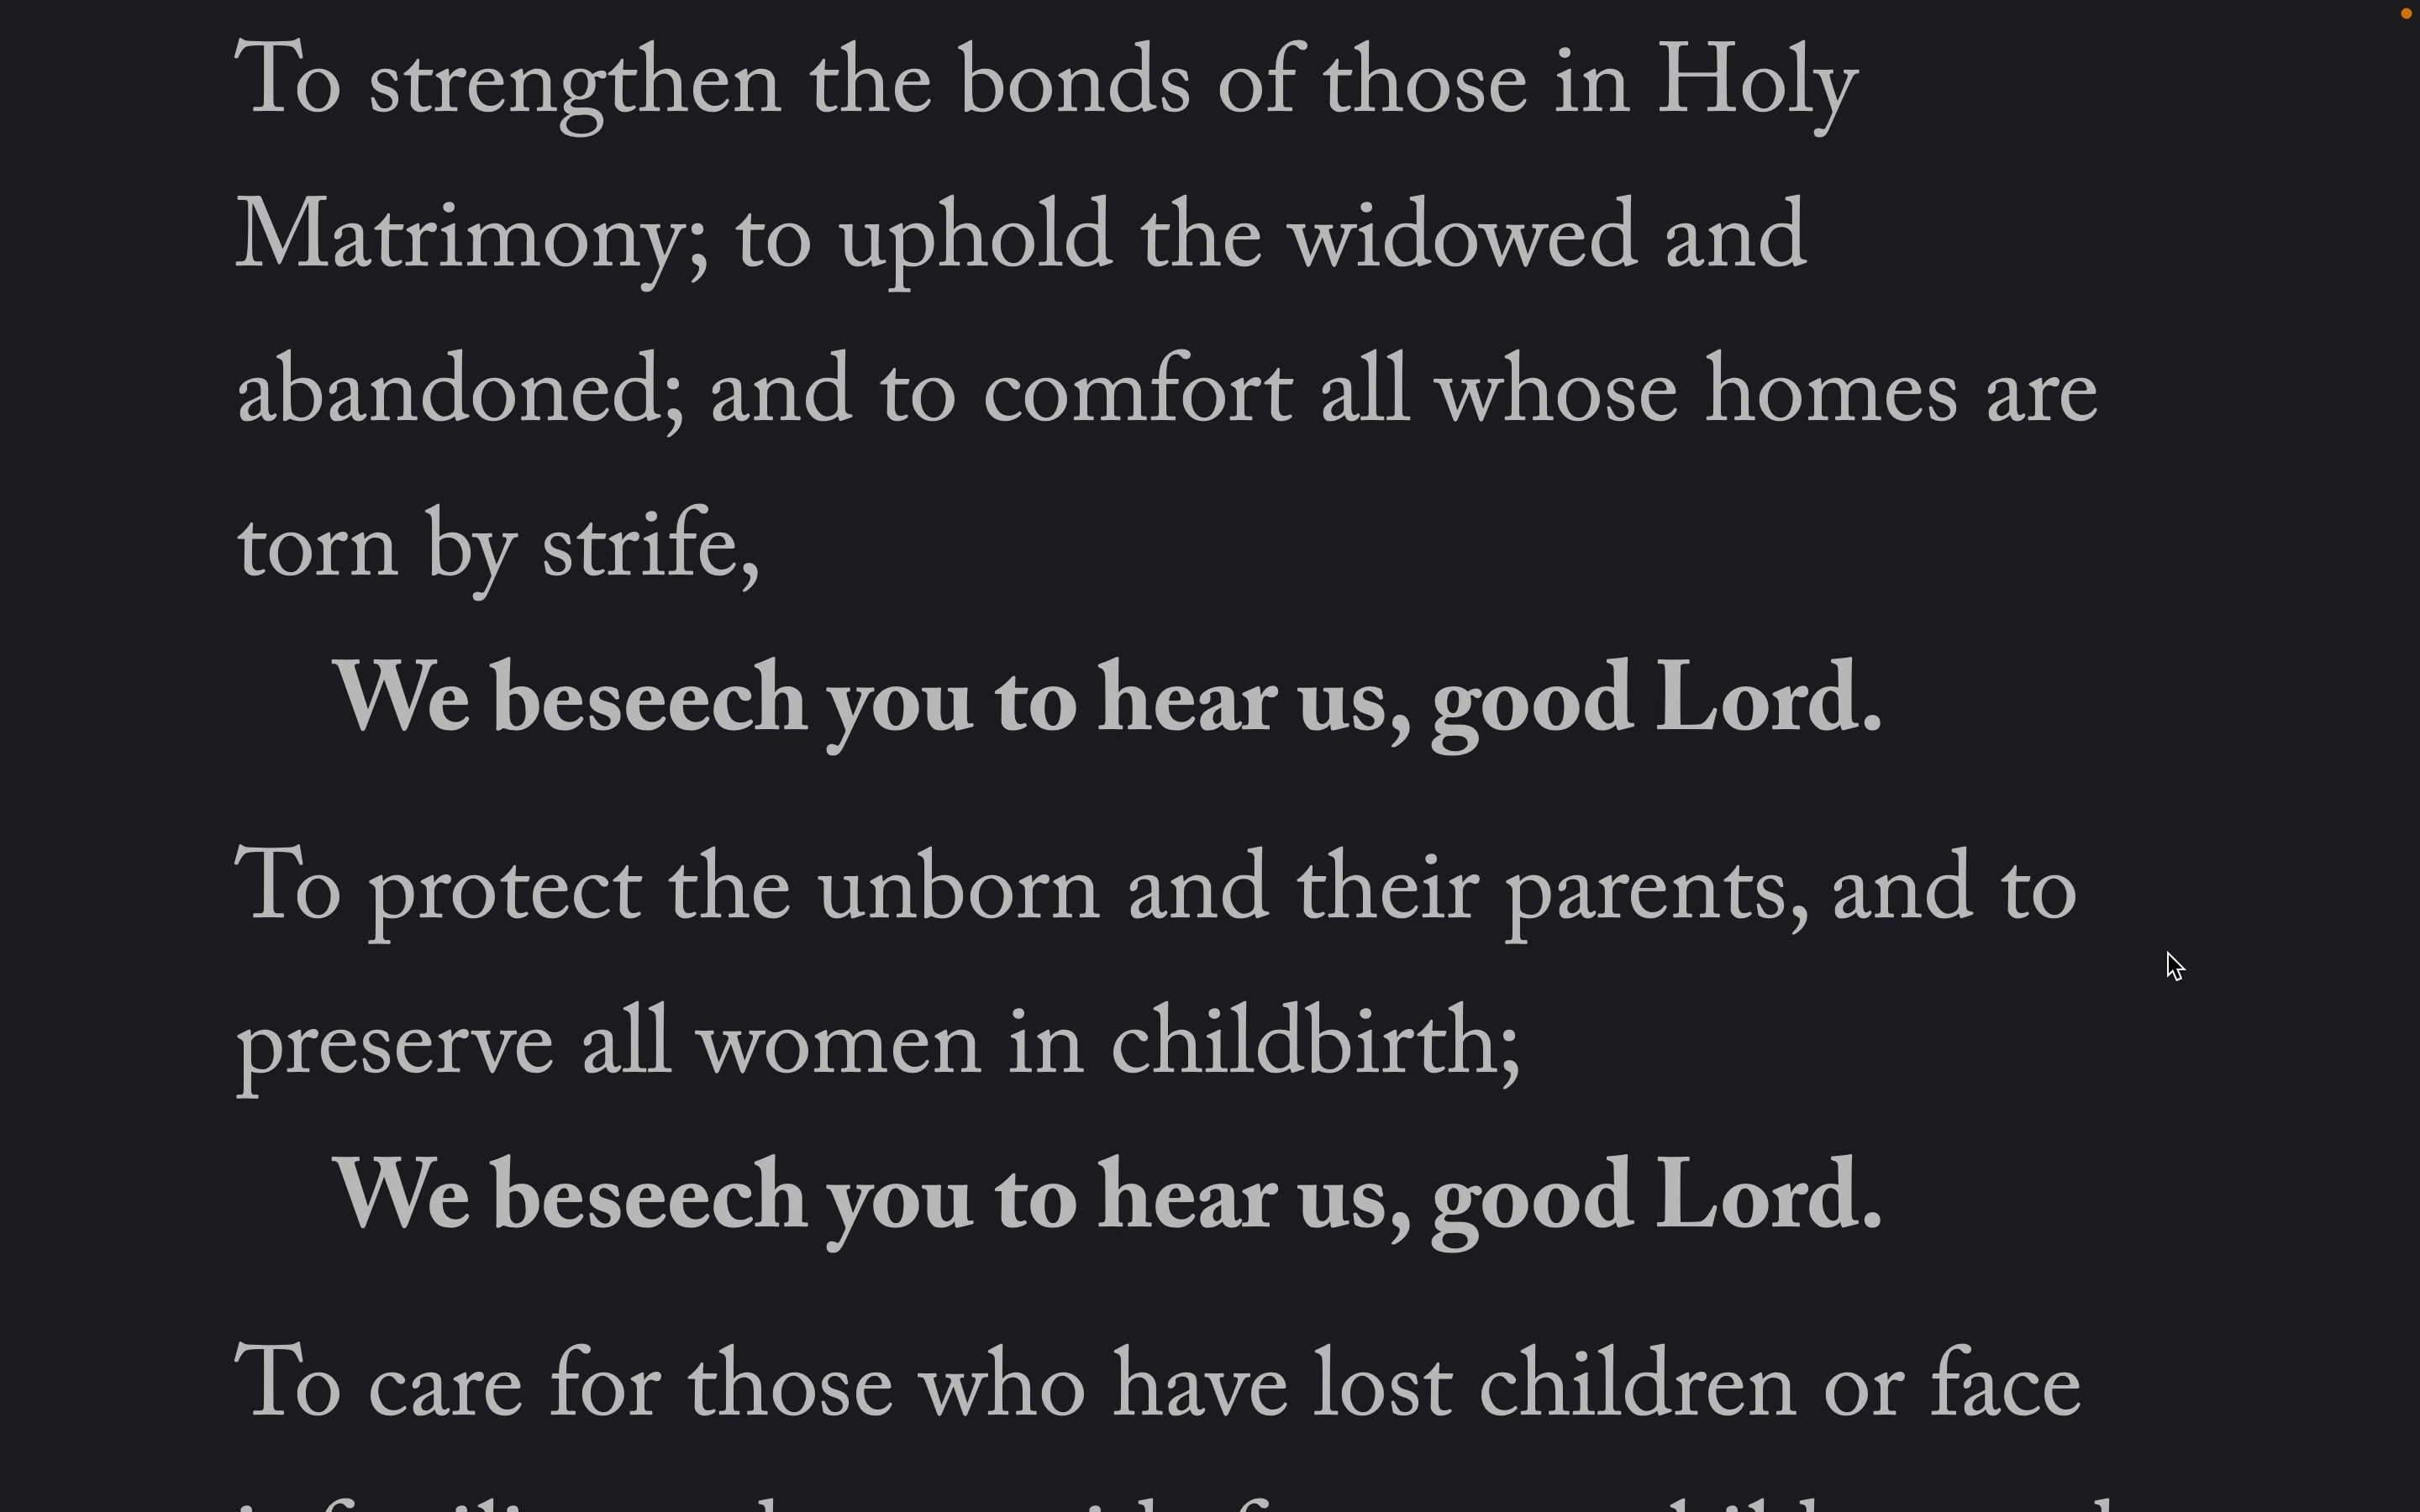 To strengthen the bonds of those in Holy
Matrimony; to uphold the widowed and
abandoned; and to comfort all whose homes are
torn by strife,
We beseech you to hear us, good Lord.
To protect the unborn and their parents, and to
preserve all women in childbirth;
We beseech you to hear us, good Lord.
To care for those who have lost children or face